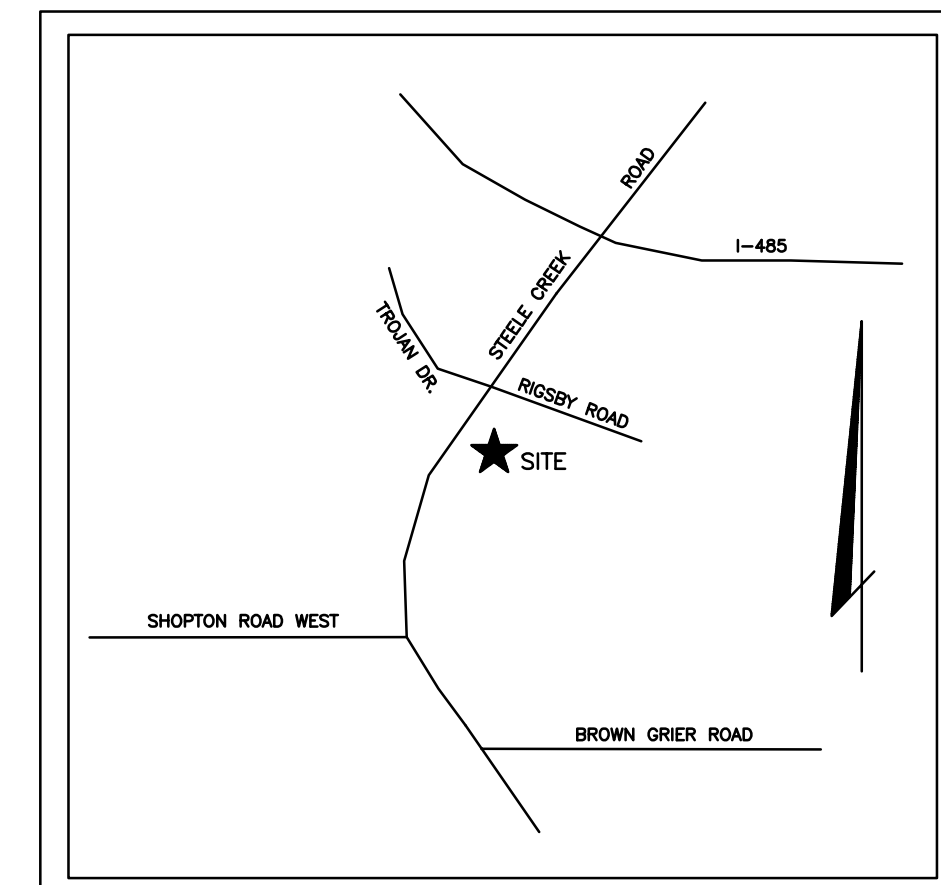 ROAD
I-485
STEELE CREEK
TROJAN DR.
RIGSBY ROAD
SITE
SHOPTON ROAD WEST
BROWN GRIER ROAD